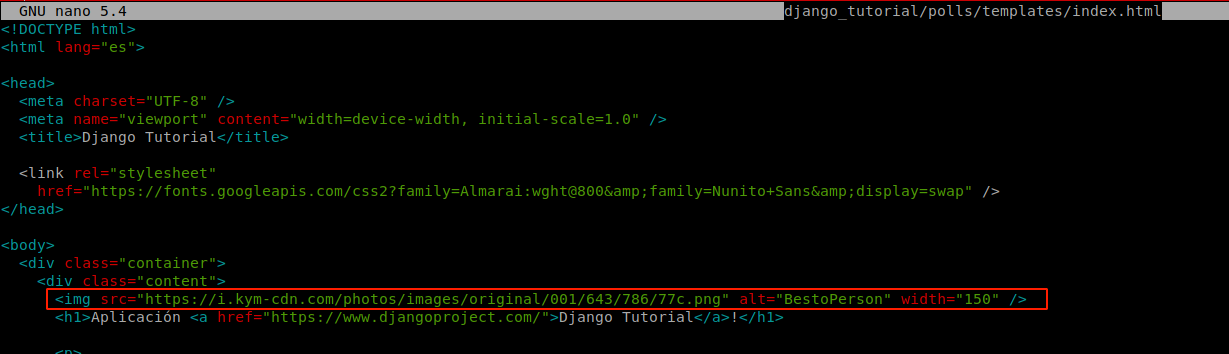 GNU nano 5.4 django_tutorial/polls/templates/index.html
<!DOCTYPE html>
<html lang="es">
<head>
<meta charset="UTF-8" />
<meta name="viewport" content="width=device-width, initial-scale=1.0" />
<title>Django Tutorial</title>
<link rel="stylesheet"
href="https://fonts.googleapis.com/css2?family=Almarai:wght@800&amp;family=Nunito+Sans&amp;display=swap" />
</head>
<body>
<div class="container">
<div class="content">
<img src="https://i.kym-cdn.com/photos/images/original/001/643/786/77c.png" alt="BestoPerson" width="150" />
<h1>Aplicación <a href="https://www.djangoproject.com/">Django Tutorial</a>!</h1>
<p>